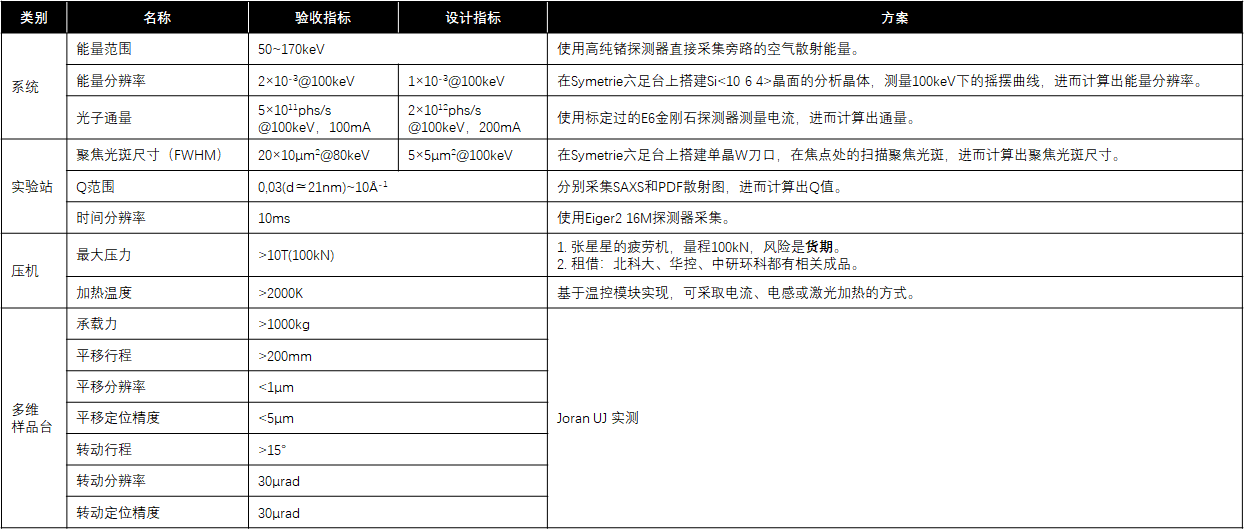 类别 名称 验收指标 设计指标 方案
系统
能量范围 50~170keV 使用高纯锗探测器直接采集旁路的空气散射能量。
能量分辨率 2×10⁻³@100keV 1×10⁻³@100keV 在Symetrie六足台上搭建Si<10 6 4>晶面的分析晶体，测量100keV下的摇摆曲线，进而计算出能量分辨率。
光子通量 5×10¹¹phs/s
@100keV，100mA
2×10¹²phs/s
@100keV，200mA
使用标定过的E6金刚石探测器测量电流，进而计算出通量。
实验站
聚焦光斑尺寸（FWHM） 20×10μm²@80keV 5×5μm²@100keV 在Symetrie六足台上搭建单晶W刀口，在焦点处的扫描聚焦光斑，进而计算出聚焦光斑尺寸。
Q范围 0,03(d≃21nm)~10Å⁻¹ 分别采集SAXS和PDF散射图，进而计算出Q值。
时间分辨率 10ms 使用Eiger2 16M探测器采集。
压机
最大压力 >10T(100kN)
1. 张星星的疲劳机，量程100kN，风险是货期。
2. 租借：北科大、华控、中研环科都有相关成品。
加热温度 >2000K 基于温控模块实现，可采取电流、电感或激光加热的方式。
多维
样品台
承载力 >1000kg
平移行程 >200mm
平移分辨率 <1μm
平移定位精度 <5μm
转动行程 >15°
转动分辨率 30μrad
转动定位精度 30μrad
Joran UJ 实测